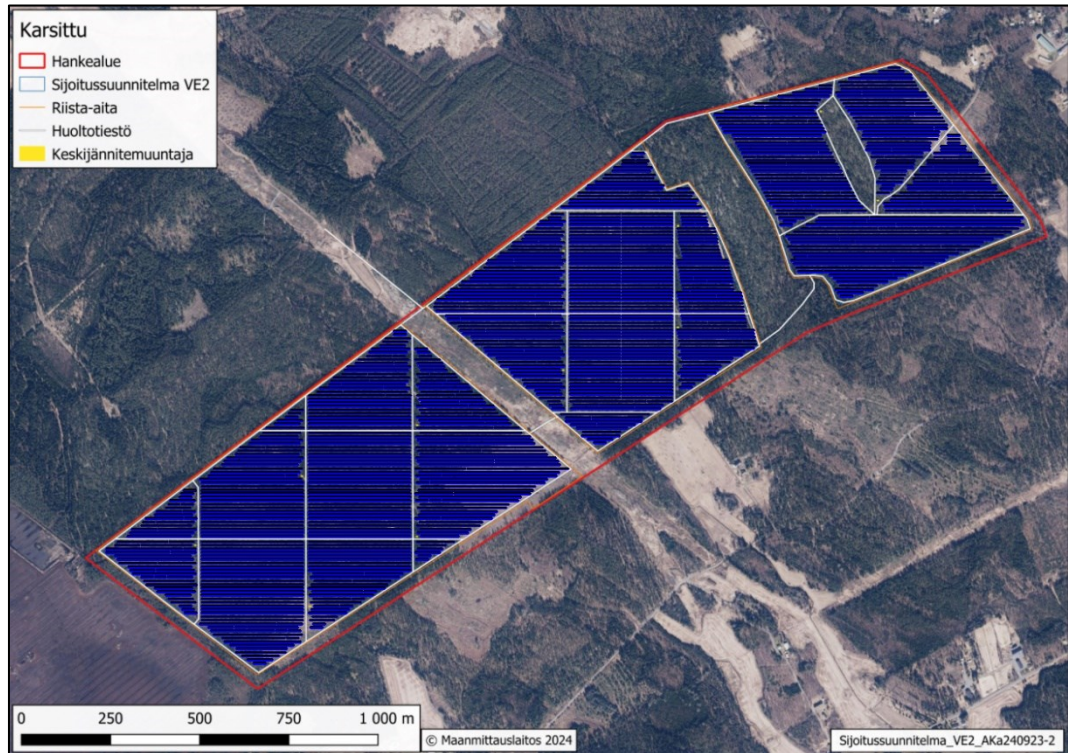 Karsittu
Hankealue
Sijoitussuunnitelma VE2
Riista-aita
Huoltotiestö
Keskijännitemuuntaja
0 250 500 750 1 000 m
© Maanmittauslaitos 2024
Sijoitussuunnitelma_VE2_AKa240923-2